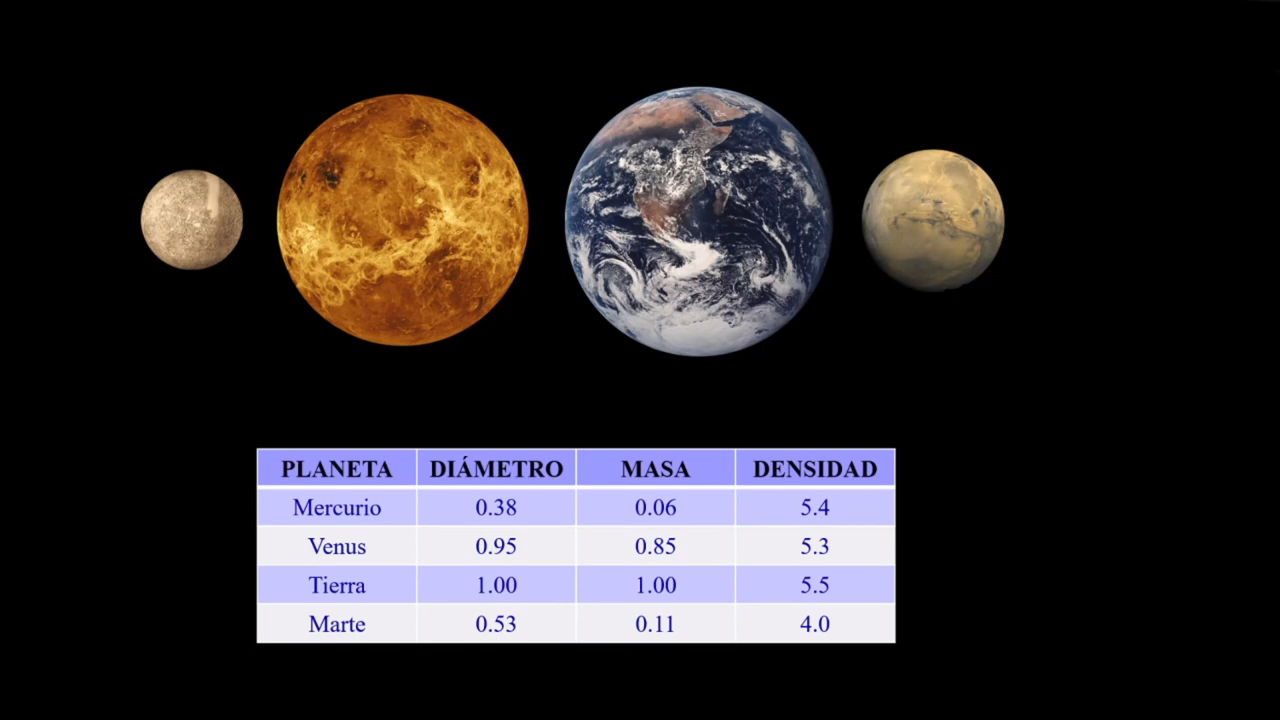 PLANETA DIÁMETRO MASA DENSIDAD
Mercurio 0.38 0.06 5.4
Venus 0.95 0.85 5.3
Tierra 1.00 1.00 5.5
Marte 0.53 0.11 4.0